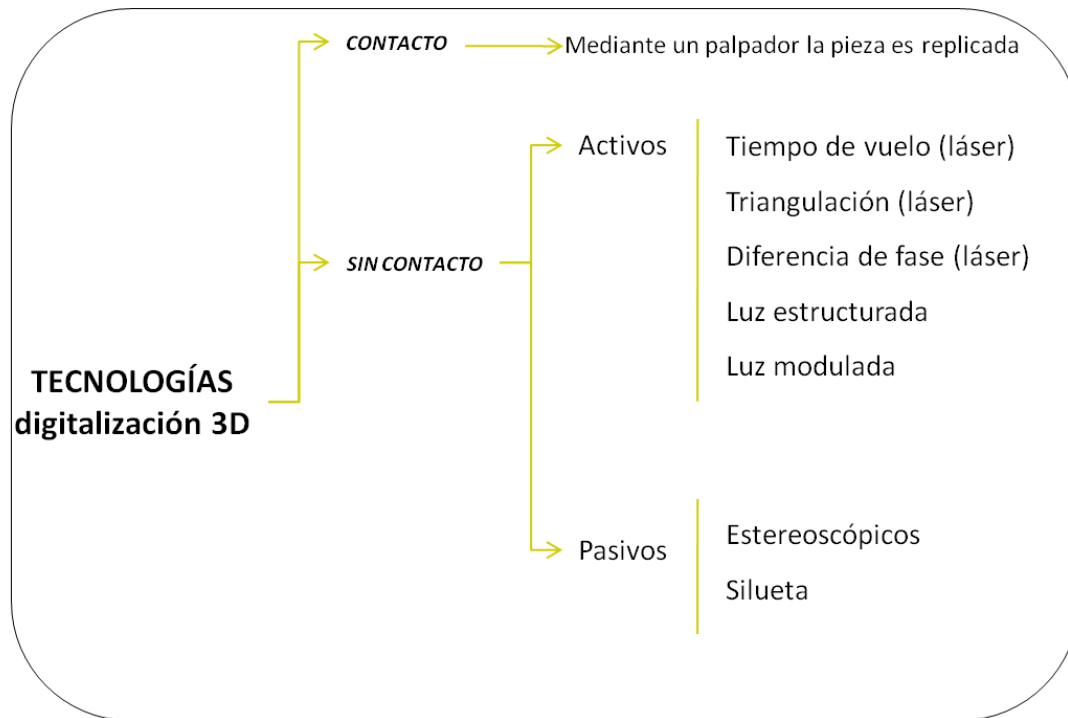 CONTACTO
Mediante un palpador la pieza es replicada
Activos
Tiempo de vuelo (láser)
Triangulación (láser)
SIN CONTACTO
Diferencia de fase (láser)
Luz estructurada
Luz modulada
TECNOLOGÍAS
digitalización 3D
Pasivos
Estereoscópicos
Silueta